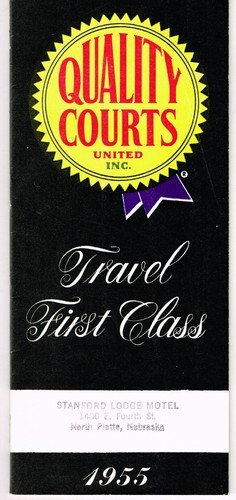 QUALITY
COURTS
UNITED
INC.
®
Travel
First Class
STANFORD LODGE MOTEL
1400 E. Fourth St.
North Platte, Nebraska
1955